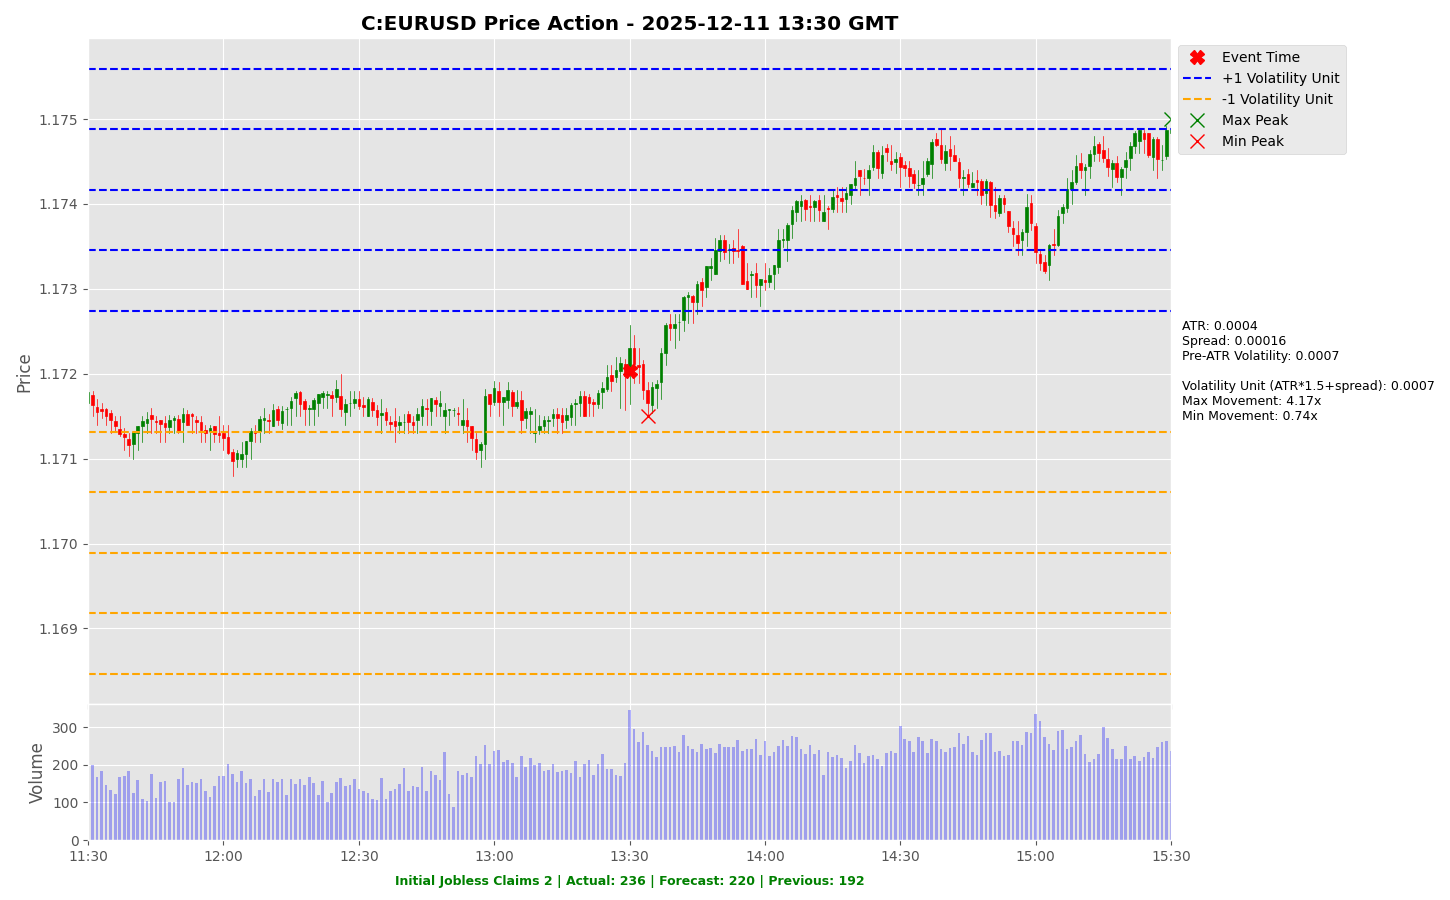 C:EURUSD Price Action - 2025-12-11 13:30 GMT
Event Time
+1 Volatility Unit
-1 Volatility Unit
Max Peak
Min Peak
Price
1.175
1.174
1.173
1.172
1.171
1.170
1.169
ATR: 0.0004
Spread: 0.00016
Pre-ATR Volatility: 0.0007
Volatility Unit (ATR*1.5+spread): 0.0007
Max Movement: 4.17x
Min Movement: 0.74x
Volume
300
200
100
0
11:30 12:00 12:30 13:00 13:30 14:00 14:30 15:00 15:30
Initial Jobless Claims 2 | Actual: 236 | Forecast: 220 | Previous: 192